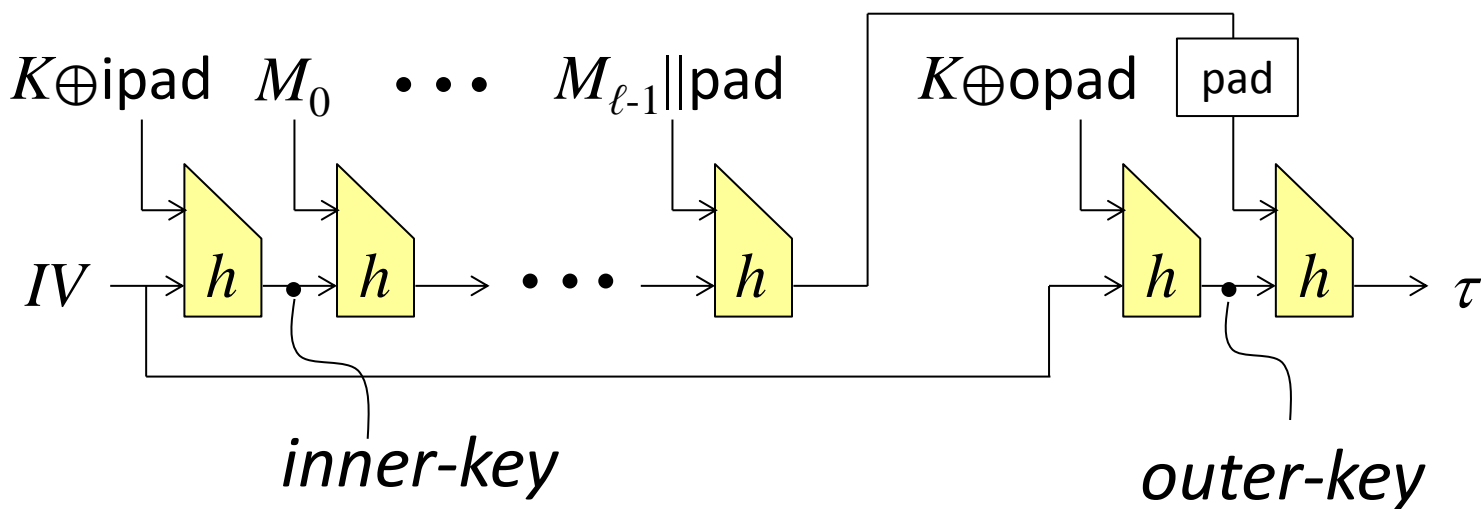 K⊕ipad M₀ • • • Mℓ₋₁||pad K⊕opad pad
IV h h • • • h h h τ
inner-key outer-key